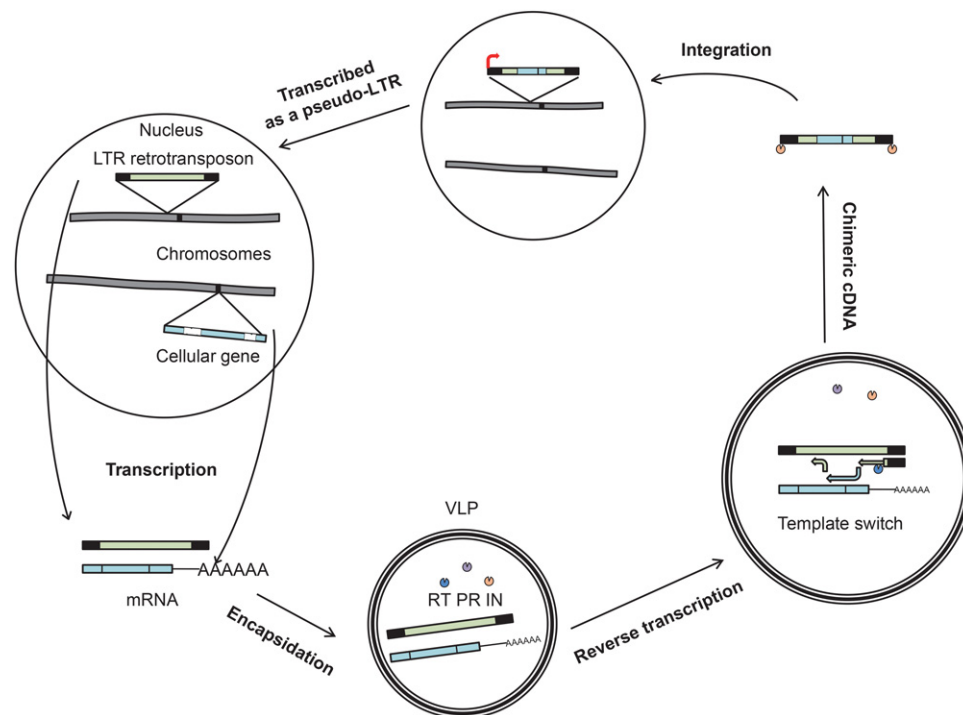 Integration
Transcribed
as a pseudo-LTR
Nucleus
LTR retrotransposon
Chromosomes
Cellular gene
Chimeric cDNA
Transcription
AAAAAA
mRNA
Encapsidation
VLP
RT PR IN
AAAAAA
Reverse transcription
AAAAAA
Template switch